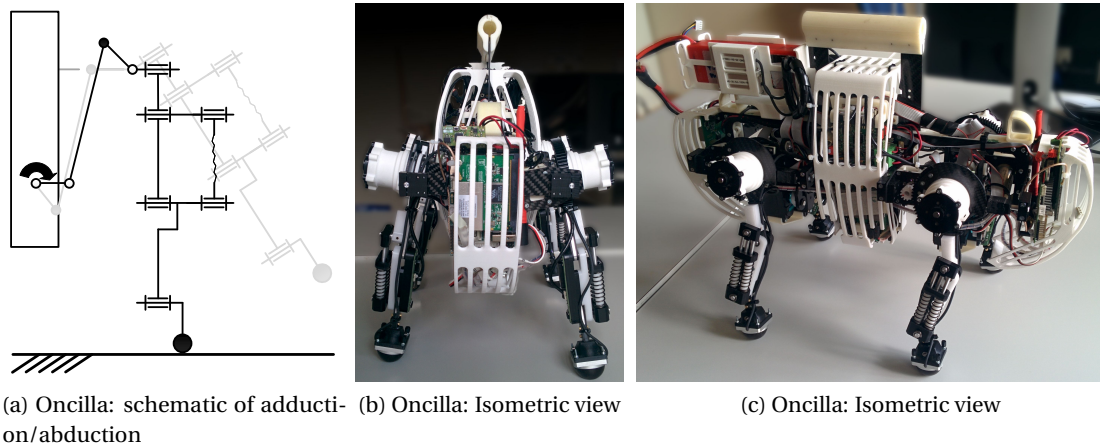 (a) Oncilla: schematic of adducti-
on/abduction
(b) Oncilla: Isometric view
(c) Oncilla: Isometric view